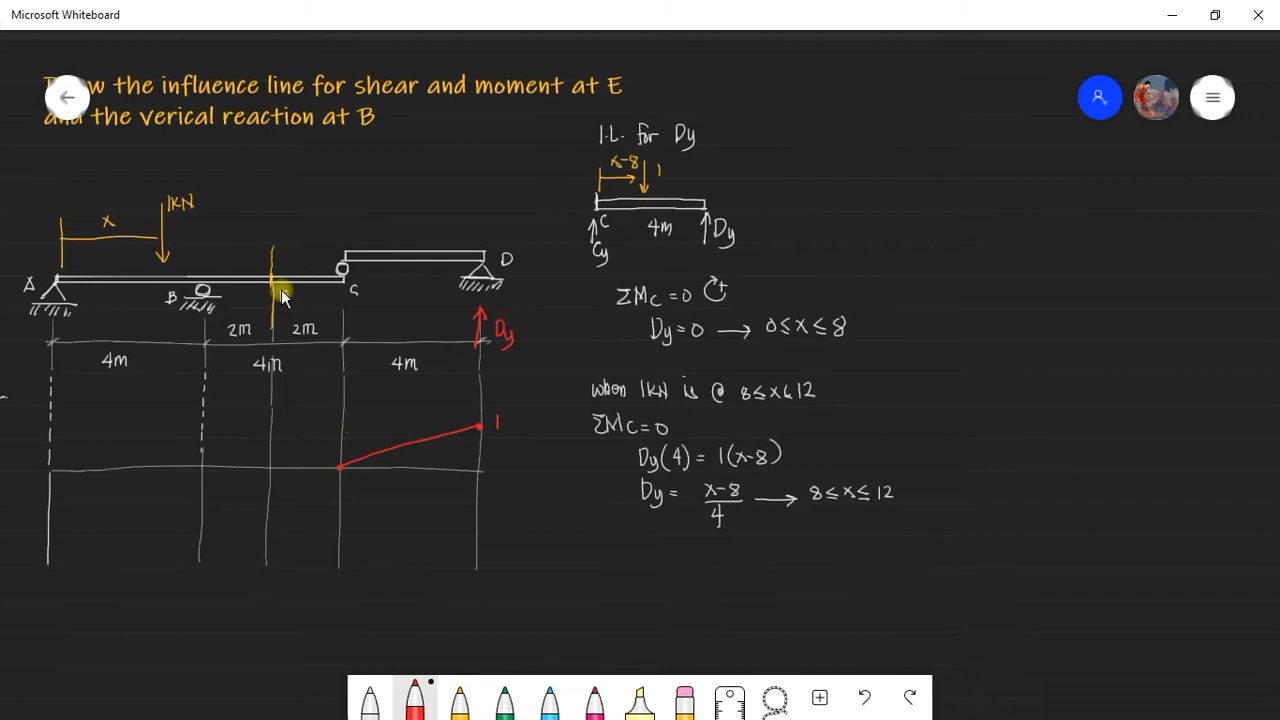 Microsoft Whiteboard
the influence line for shear and moment at E
the verical reaction at B
I.L. for Dy
x-8
1
C
4m
Cy
Dy
ΣMc=0
Dy=0 → 0≤x≤8
when 1KN is @ 8≤x≤12
ΣMc=0
Dy(4) = 1(x-8)
Dy = x-8/4 → 8≤x≤12
1KN
x
A
B
D
2m
2m
Dy
4m
4m
4m
1